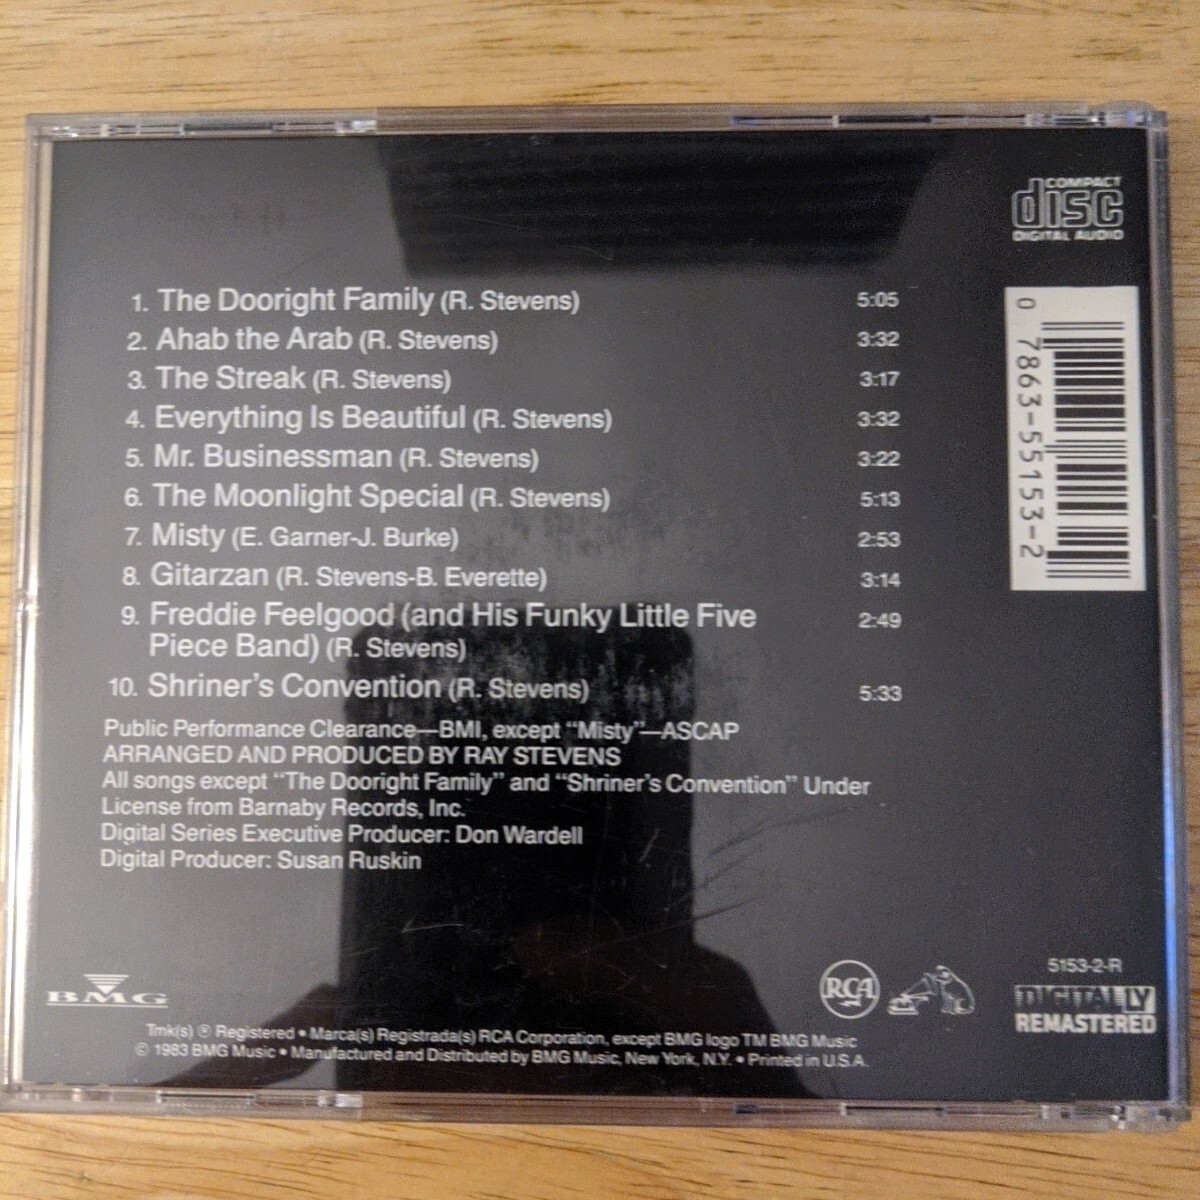 COMPACT
disc
DIGITAL AUDIO
1. The Dooright Family (R. Stevens) 5:05
2. Ahab the Arab (R. Stevens) 3:32
3. The Streak (R. Stevens) 3:17
4. Everything Is Beautiful (R. Stevens) 3:32
5. Mr. Businessman (R. Stevens) 3:22
6. The Moonlight Special (R. Stevens) 5:13
7. Misty (E. Garner-J. Burke) 2:53
8. Gitarzan (R. Stevens-B. Everette) 3:14
9. Freddie Feelgood (and His Funky Little Five 2:49
Piece Band) (R. Stevens)
10. Shriner's Convention (R. Stevens) 5:33
0 7863-55153-2
Public Performance Clearance—BMI, except "Misty"—ASCAP
ARRANGED AND PRODUCED BY RAY STEVENS
All songs except "The Dooright Family" and "Shriner's Convention" Under
License from Barnaby Records, Inc.
Digital Series Executive Producer: Don Wardell
Digital Producer: Susan Ruskin
BMG
RCA
5153-2-R
DIGITALLY
REMASTERED
Tmk(s) ® Registered • Marca(s) Registrada(s) RCA Corporation, except BMG logo TM BMG Music
© 1983 BMG Music • Manufactured and Distributed by BMG Music, New York, N.Y. • Printed in U.S.A.